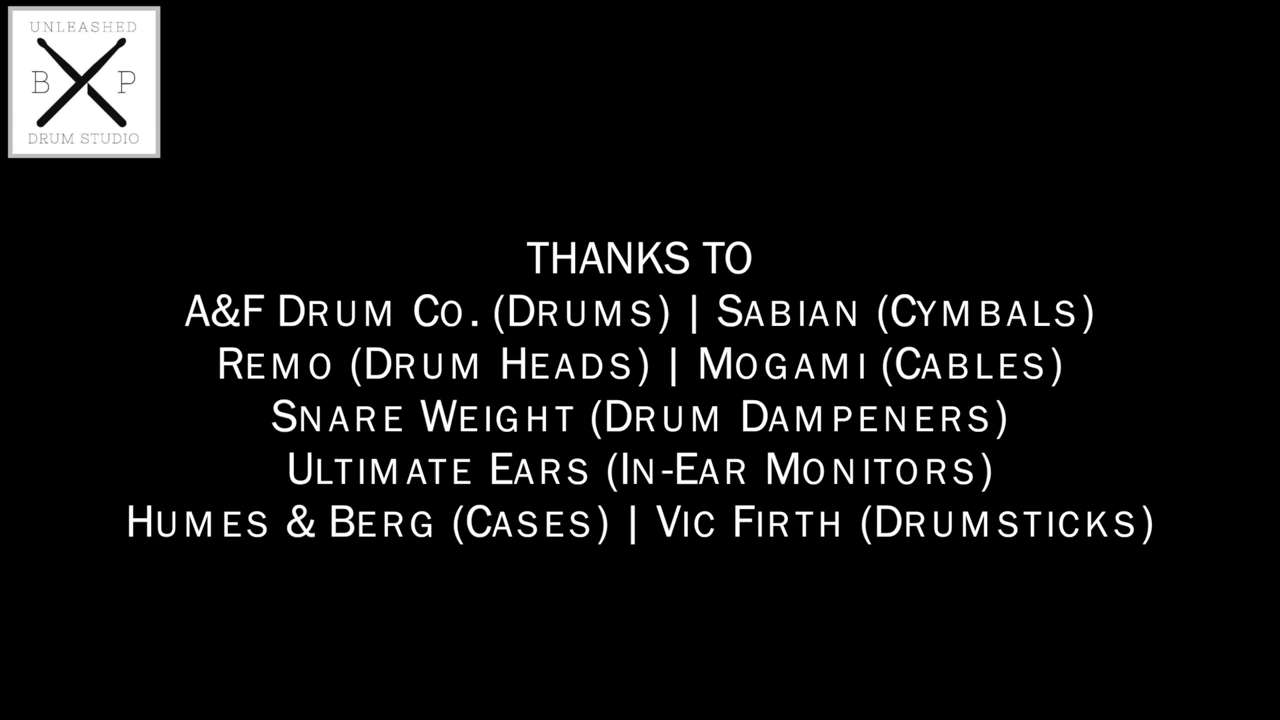 UNLEASHED
B P
DRUM STUDIO
THANKS TO
A&F DRUM CO. (DRUMS) | SABIAN (CYMBALS)
REMO (DRUM HEADS) | MOGAMI (CABLES)
SNARE WEIGHT (DRUM DAMPENERS)
ULTIMATE EARS (IN-EAR MONITORS)
HUMES & BERG (CASES) | VIC FIRTH (DRUMSTICKS)